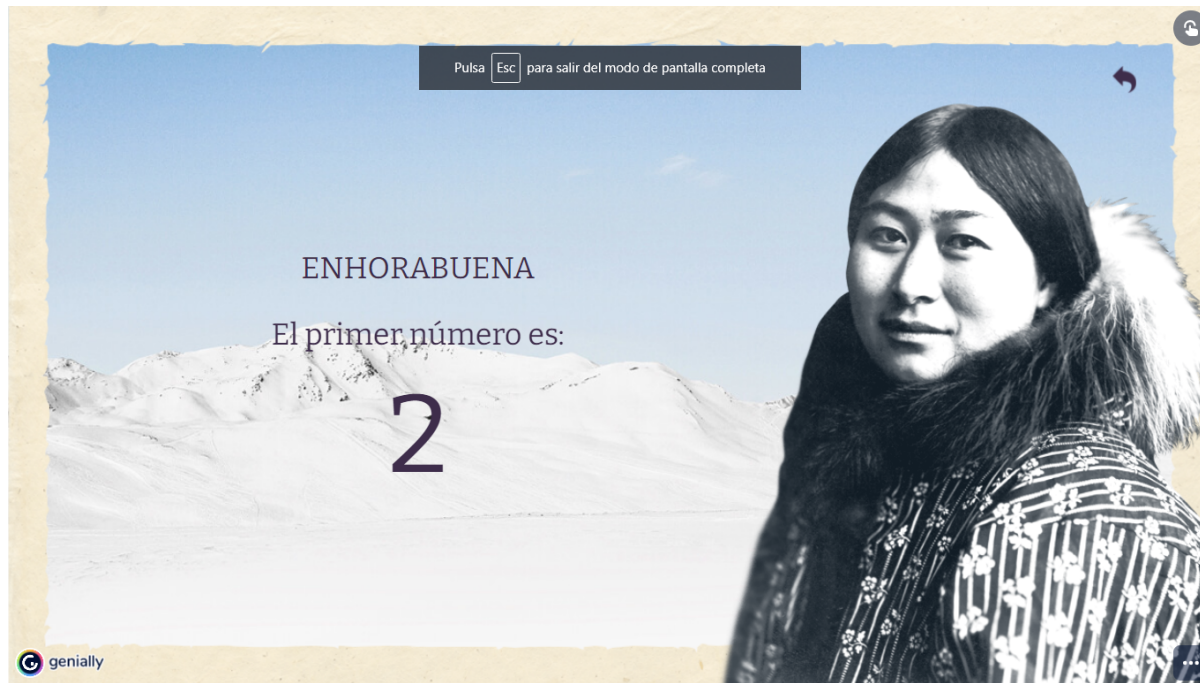 Pulsa Esc para salir del modo de pantalla completa
ENHORABUENA
El primer número es:
2
genially